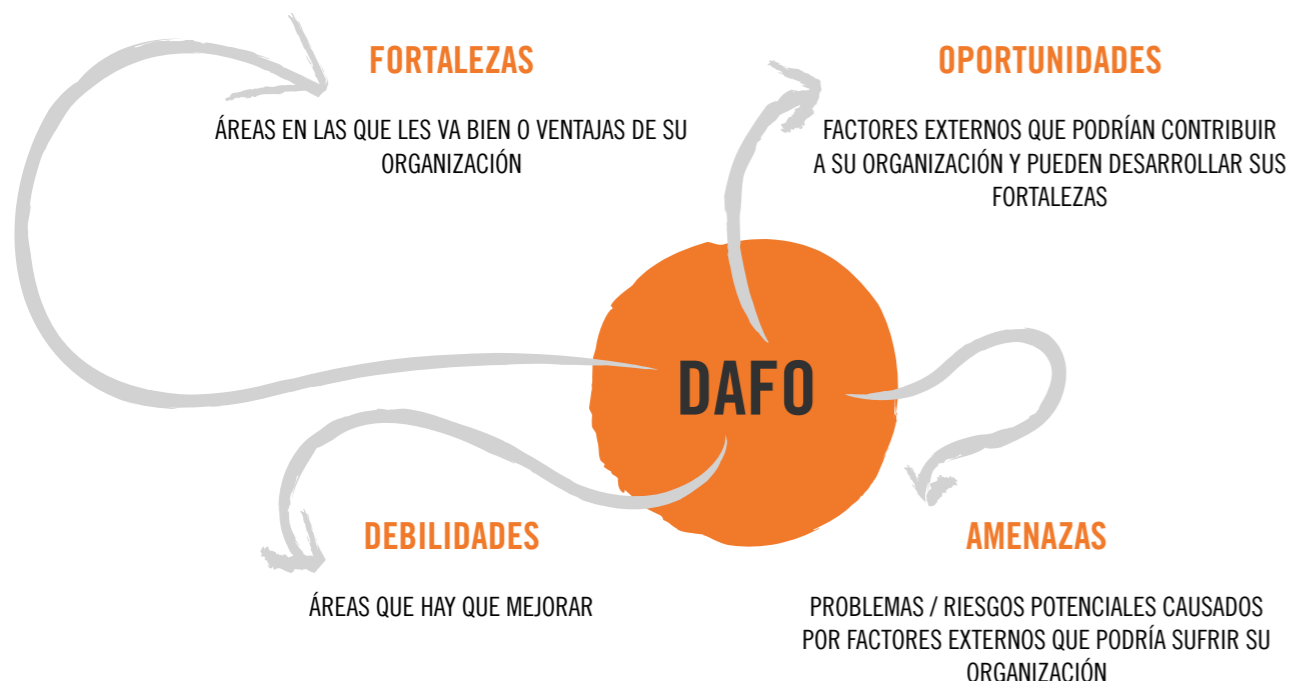 FORTALEZAS
ÁREAS EN LAS QUE LES VA BIEN O VENTAJAS DE SU
ORGANIZACIÓN
OPORTUNIDADES
FACTORES EXTERNOS QUE PODRÍAN CONTRIBUIR
A SU ORGANIZACIÓN Y PUEDEN DESARROLLAR SUS
FORTALEZAS
DAFO
DEBILIDADES
ÁREAS QUE HAY QUE MEJORAR
AMENAZAS
PROBLEMAS / RIESGOS POTENCIALES CAUSADOS
POR FACTORES EXTERNOS QUE PODRÍA SUFRIR SU
ORGANIZACIÓN